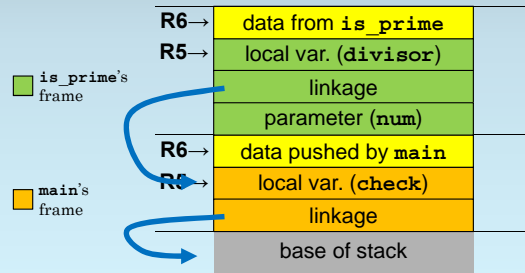 R6→ data from is_prime
R5→ local var. (divisor)
is_prime's
frame
linkage
parameter (num)
R6→ data pushed by main
R5→ local var. (check)
main's
frame
linkage
base of stack